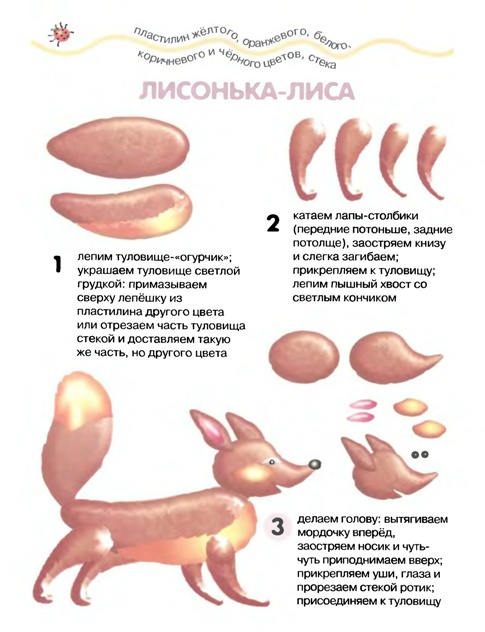 пластилин жёлтого, оранжевого, белого,
коричневого и чёрного цветов, стека
ЛИСОНЬКА-ЛИСА
1
лепим туловище-«огурчик»;
украшаем туловище светлой
грудкой: примазываем
сверху лепёшку из
пластилина другого цвета
или отрезаем часть туловища
стекой и доставляем такую
же часть, но другого цвета
2
катаем лапы-столбики
(передние потоньше, задние
потолще), заостряем книзу
и слегка загибаем;
прикрепляем к туловищу;
лепим пышный хвост со
светлым кончиком
3
делаем голову: вытягиваем
мордочку вперёд,
заостряем носик и чуть-
чуть приподнимаем вверх;
прикрепляем уши, глаза и
прорезаем стекой ротик;
присоединяем к туловищу